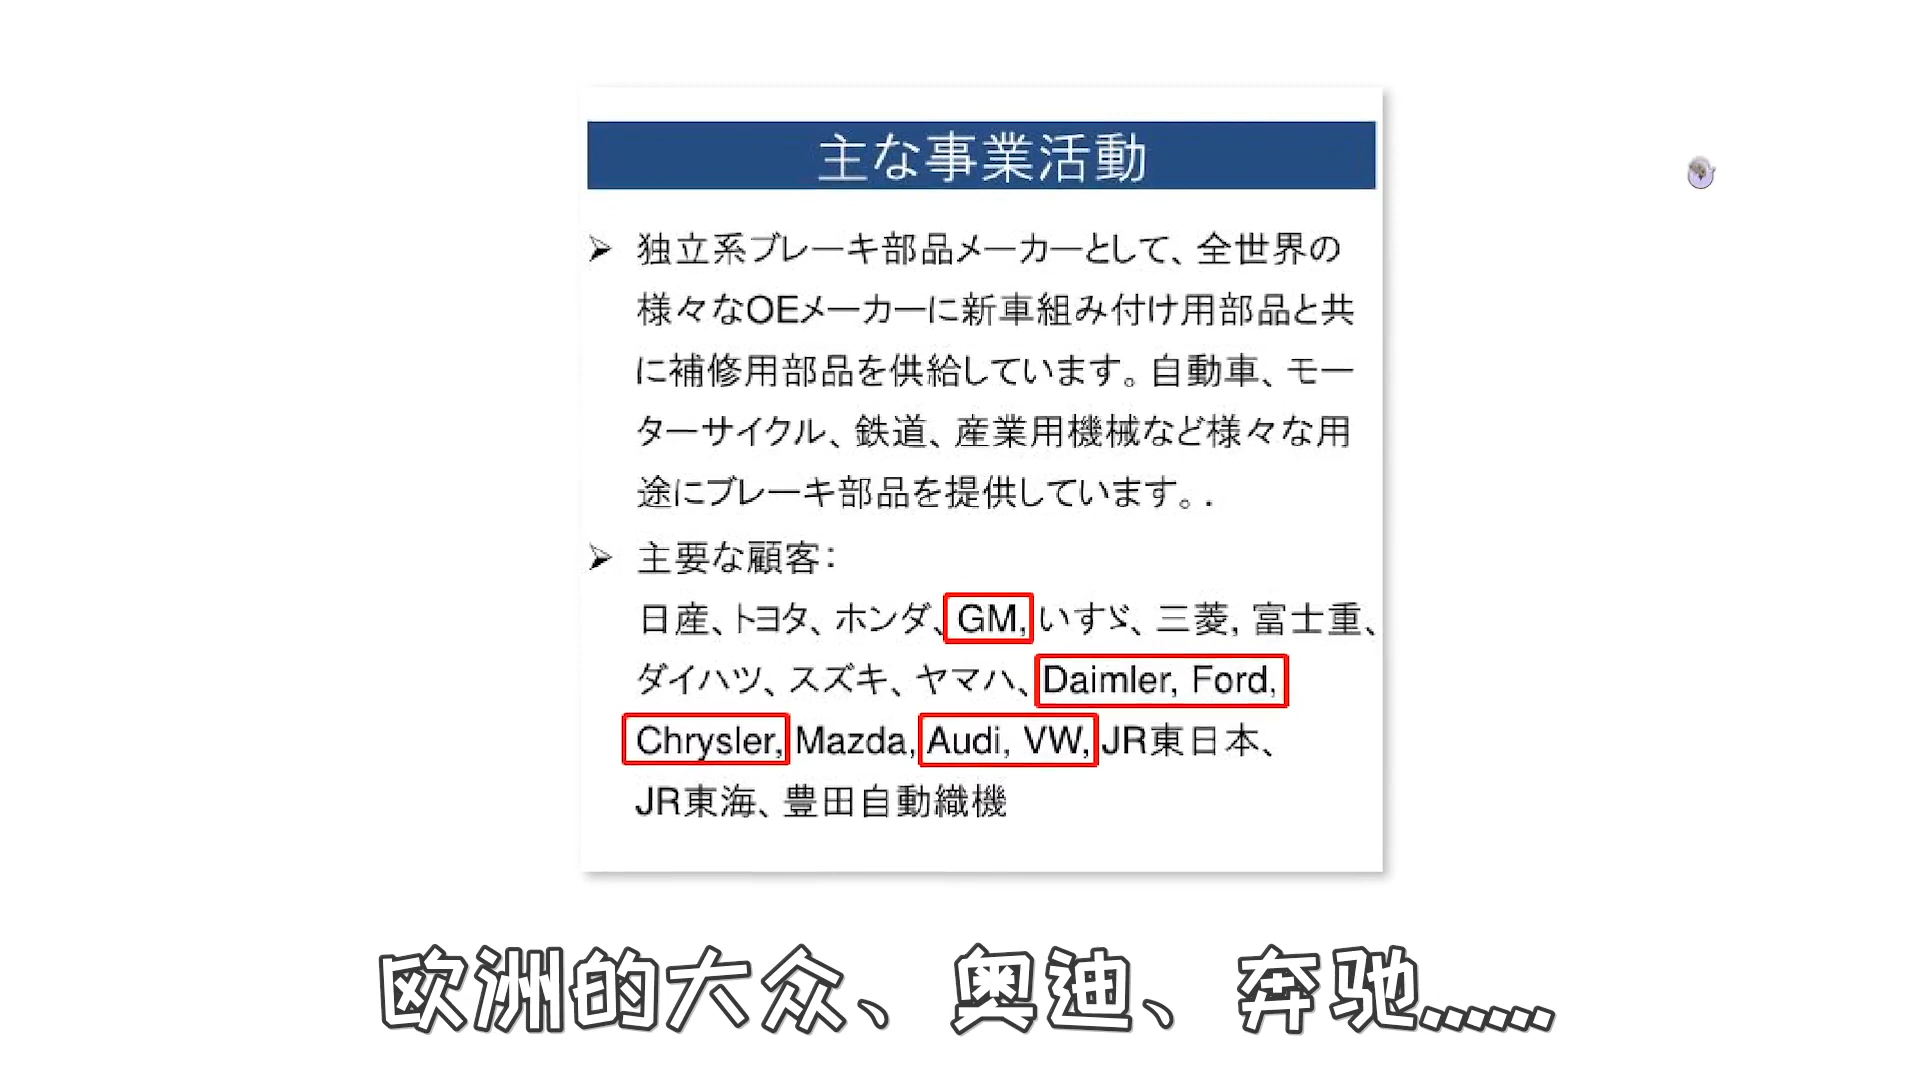 主な事業活動
➢ 独立系ブレーキ部品メーカーとして、全世界の
様々なOEメーカーに新車組み付け用部品と共
に補修用部品を供給しています。自動車、モー
ターサイクル、鉄道、産業用機械など様々な用
途にブレーキ部品を提供しています。.
➢ 主要な顧客：
日産、トヨタ、ホンダ、GM, いすゞ、三菱, 富士重、
ダイハツ、スズキ、ヤマハ、Daimler, Ford,
Chrysler, Mazda, Audi, VW, JR東日本、
JR東海、豊田自動織機
欧洲的大众、奥迪、奔驰......